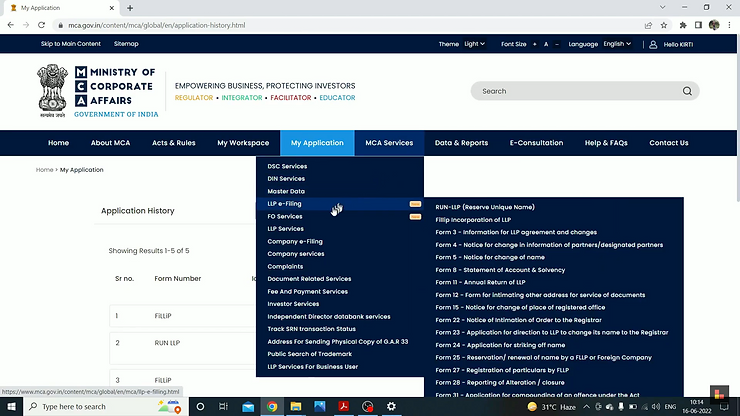 My Application
mca.gov.in/content/mca/global/en/application-history.html
Skip to Main Content Sitemap Theme Light Font Size + A - Language English Hello KIRTI
MINISTRY OF
CORPORATE
AFFAIRS
GOVERNMENT OF INDIA
सत्यमेव जयते
EMPOWERING BUSINESS, PROTECTING INVESTORS
REGULATOR • INTEGRATOR • FACILITATOR • EDUCATOR
Search
Home About MCA Acts & Rules My Workspace My Application MCA Services Data & Reports E-Consultation Help & FAQs Contact Us
Home > My Application
Application History
Showing Results 1-5 of 5
Sr no. Form Number
1 FiLLiP
2 RUN LLP
3 FiLLiP
DSC Services
DIN Services
Master Data
LLP e-Filing
FO Services
LLP Services
Company e-Filing
Company services
Complaints
Document Related Services
Fee And Payment Services
Investor Services
Independent Director databank services
Track SRN transaction Status
Address For Sending Physical Copy of G.A.R 33
Public Search of Trademark
LLP Services For Business User
RUN-LLP (Reserve Unique Name)
Fillip Incorporation of LLP
Form 3 - Information for LLP agreement and changes
Form 4 - Notice for change in information of partners/designated partners
Form 5 - Notice for change of name
Form 8 - Statement of Account & Solvency
Form 11 - Annual Return of LLP
Form 12 - Form for intimating other address for service of documents
Form 15 - Notice for change of place of registered office
Form 22 - Notice of Intimation of Order to the Registrar
Form 23 - Application for direction to LLP to change its name to the Registrar
Form 24 - Application for striking off name
Form 25 - Reservation/ renewal of name by a FLLP or Foreign Company
Form 27 - Registration of particulars by FLLP
Form 28 - Reporting of Alteration / closure
Form 31 - Application for compounding of an offence under the Act
https://www.mca.gov.in/content/mca/global/en/mca/llp-e-filling.html
Type here to search
31°C Haze ENG 10:14
16-06-2022